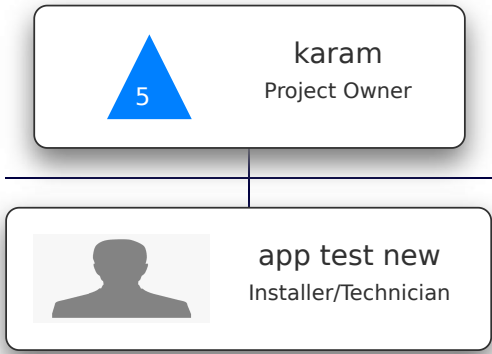 5
karam
Project Owner
app test new
Installer/Technician